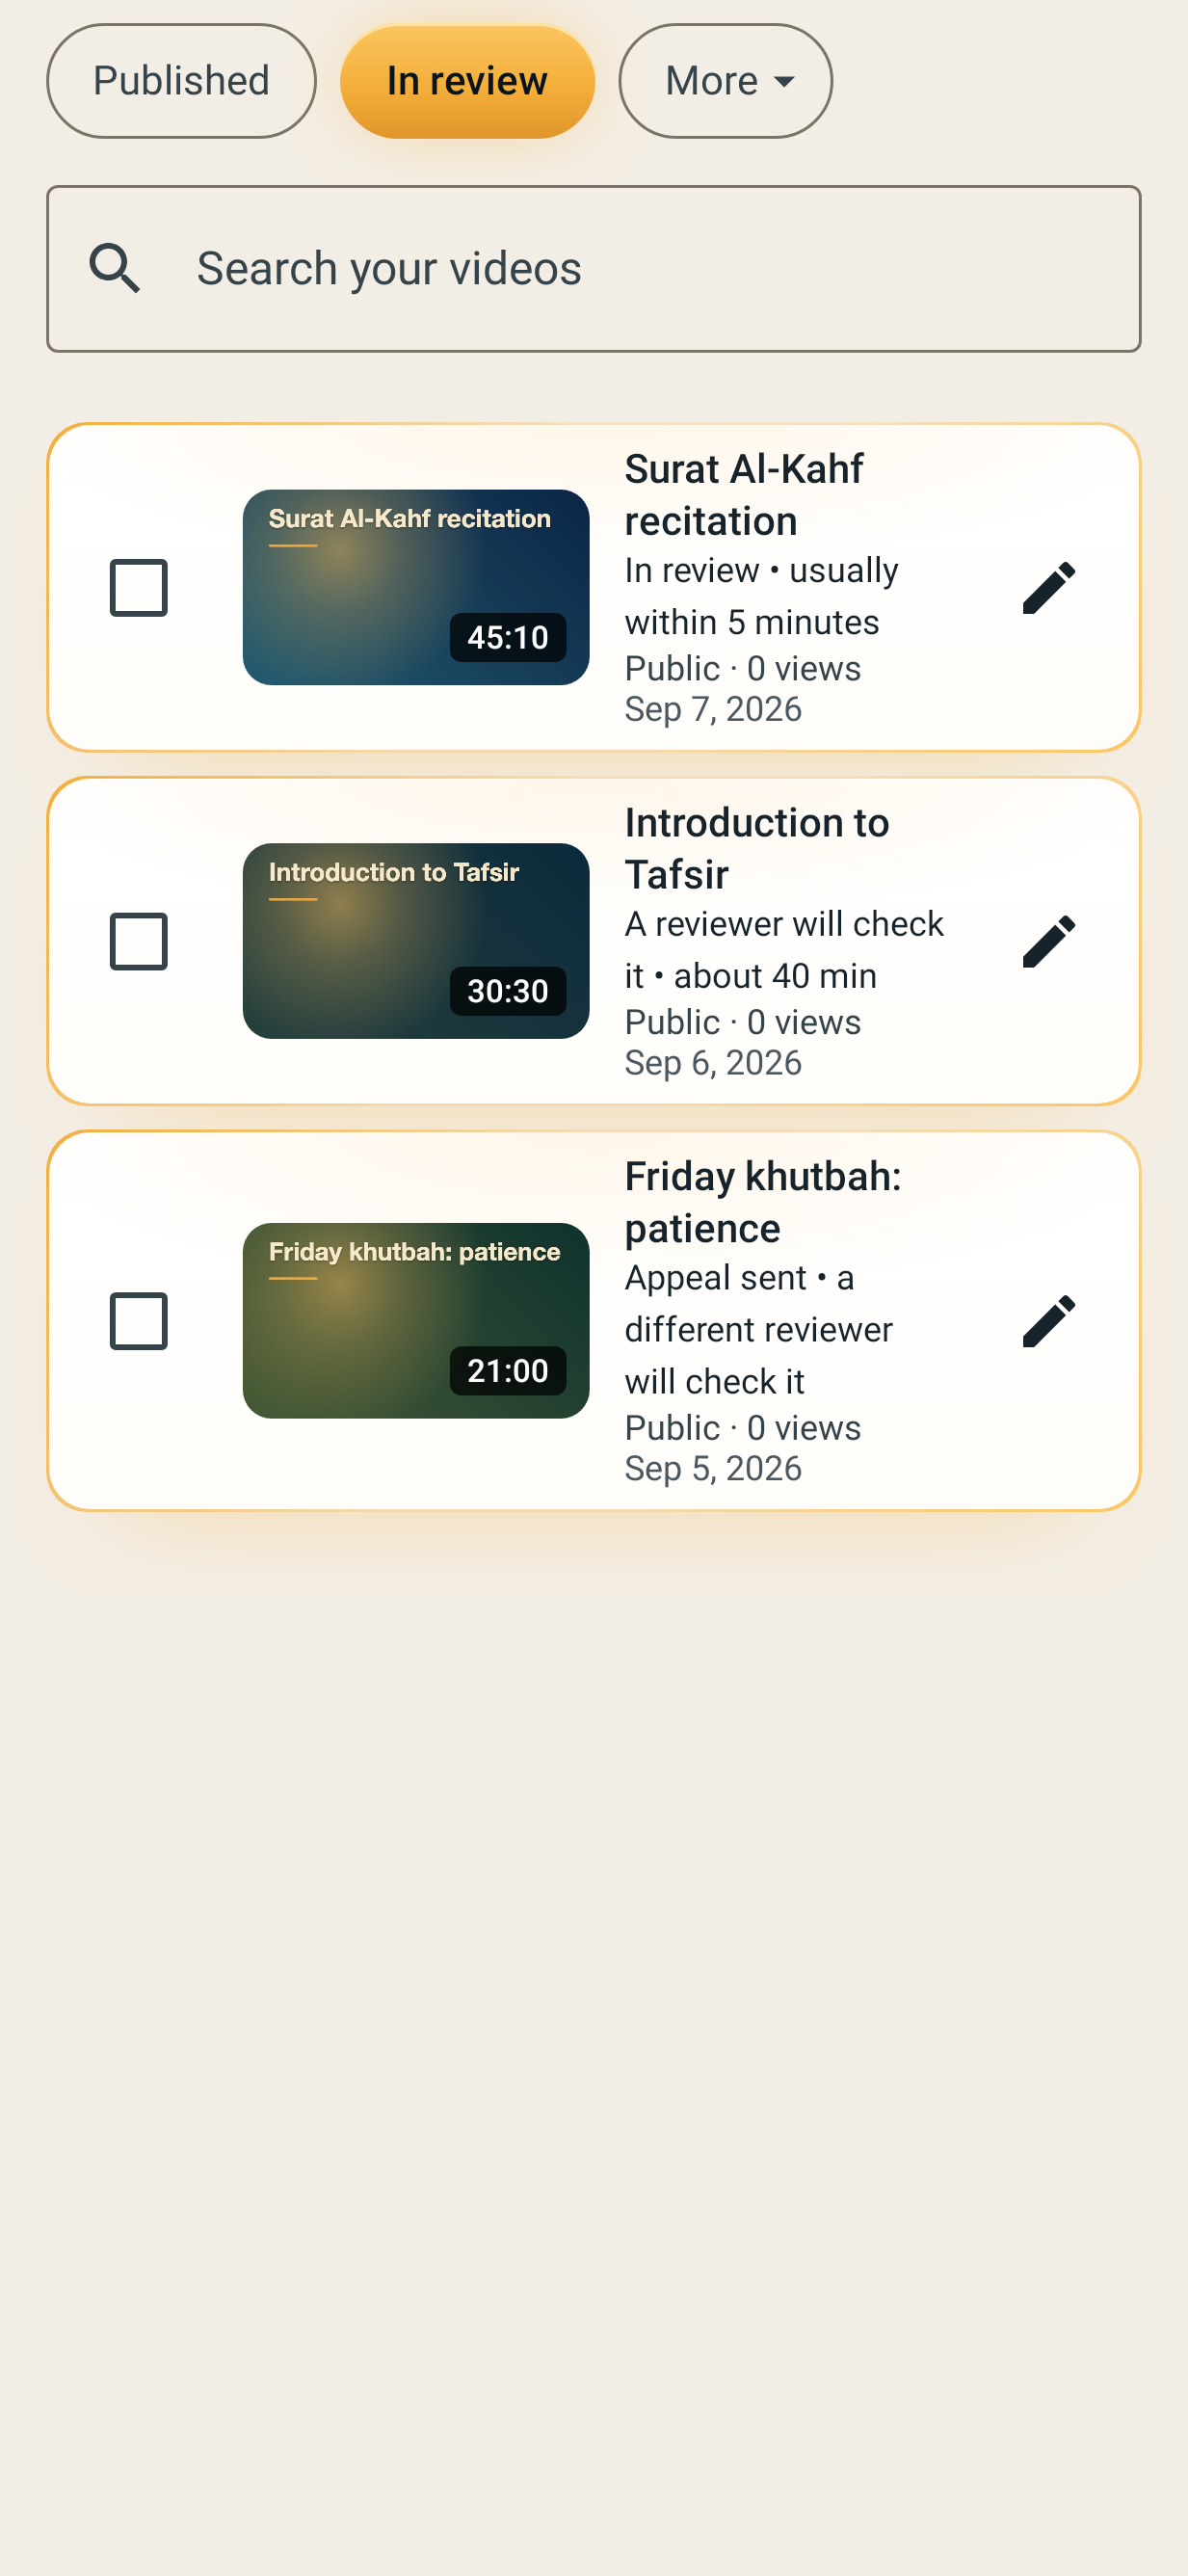 Published
In review
More
Search your videos
Surat Al-Kahf recitation
45:10
Surat Al-Kahf
recitation
In review • usually
within 5 minutes
Public · 0 views
Sep 7, 2026
Introduction to Tafsir
30:30
Introduction to
Tafsir
A reviewer will check
it • about 40 min
Public · 0 views
Sep 6, 2026
Friday khutbah: patience
21:00
Friday khutbah:
patience
Appeal sent • a
different reviewer
will check it
Public · 0 views
Sep 5, 2026